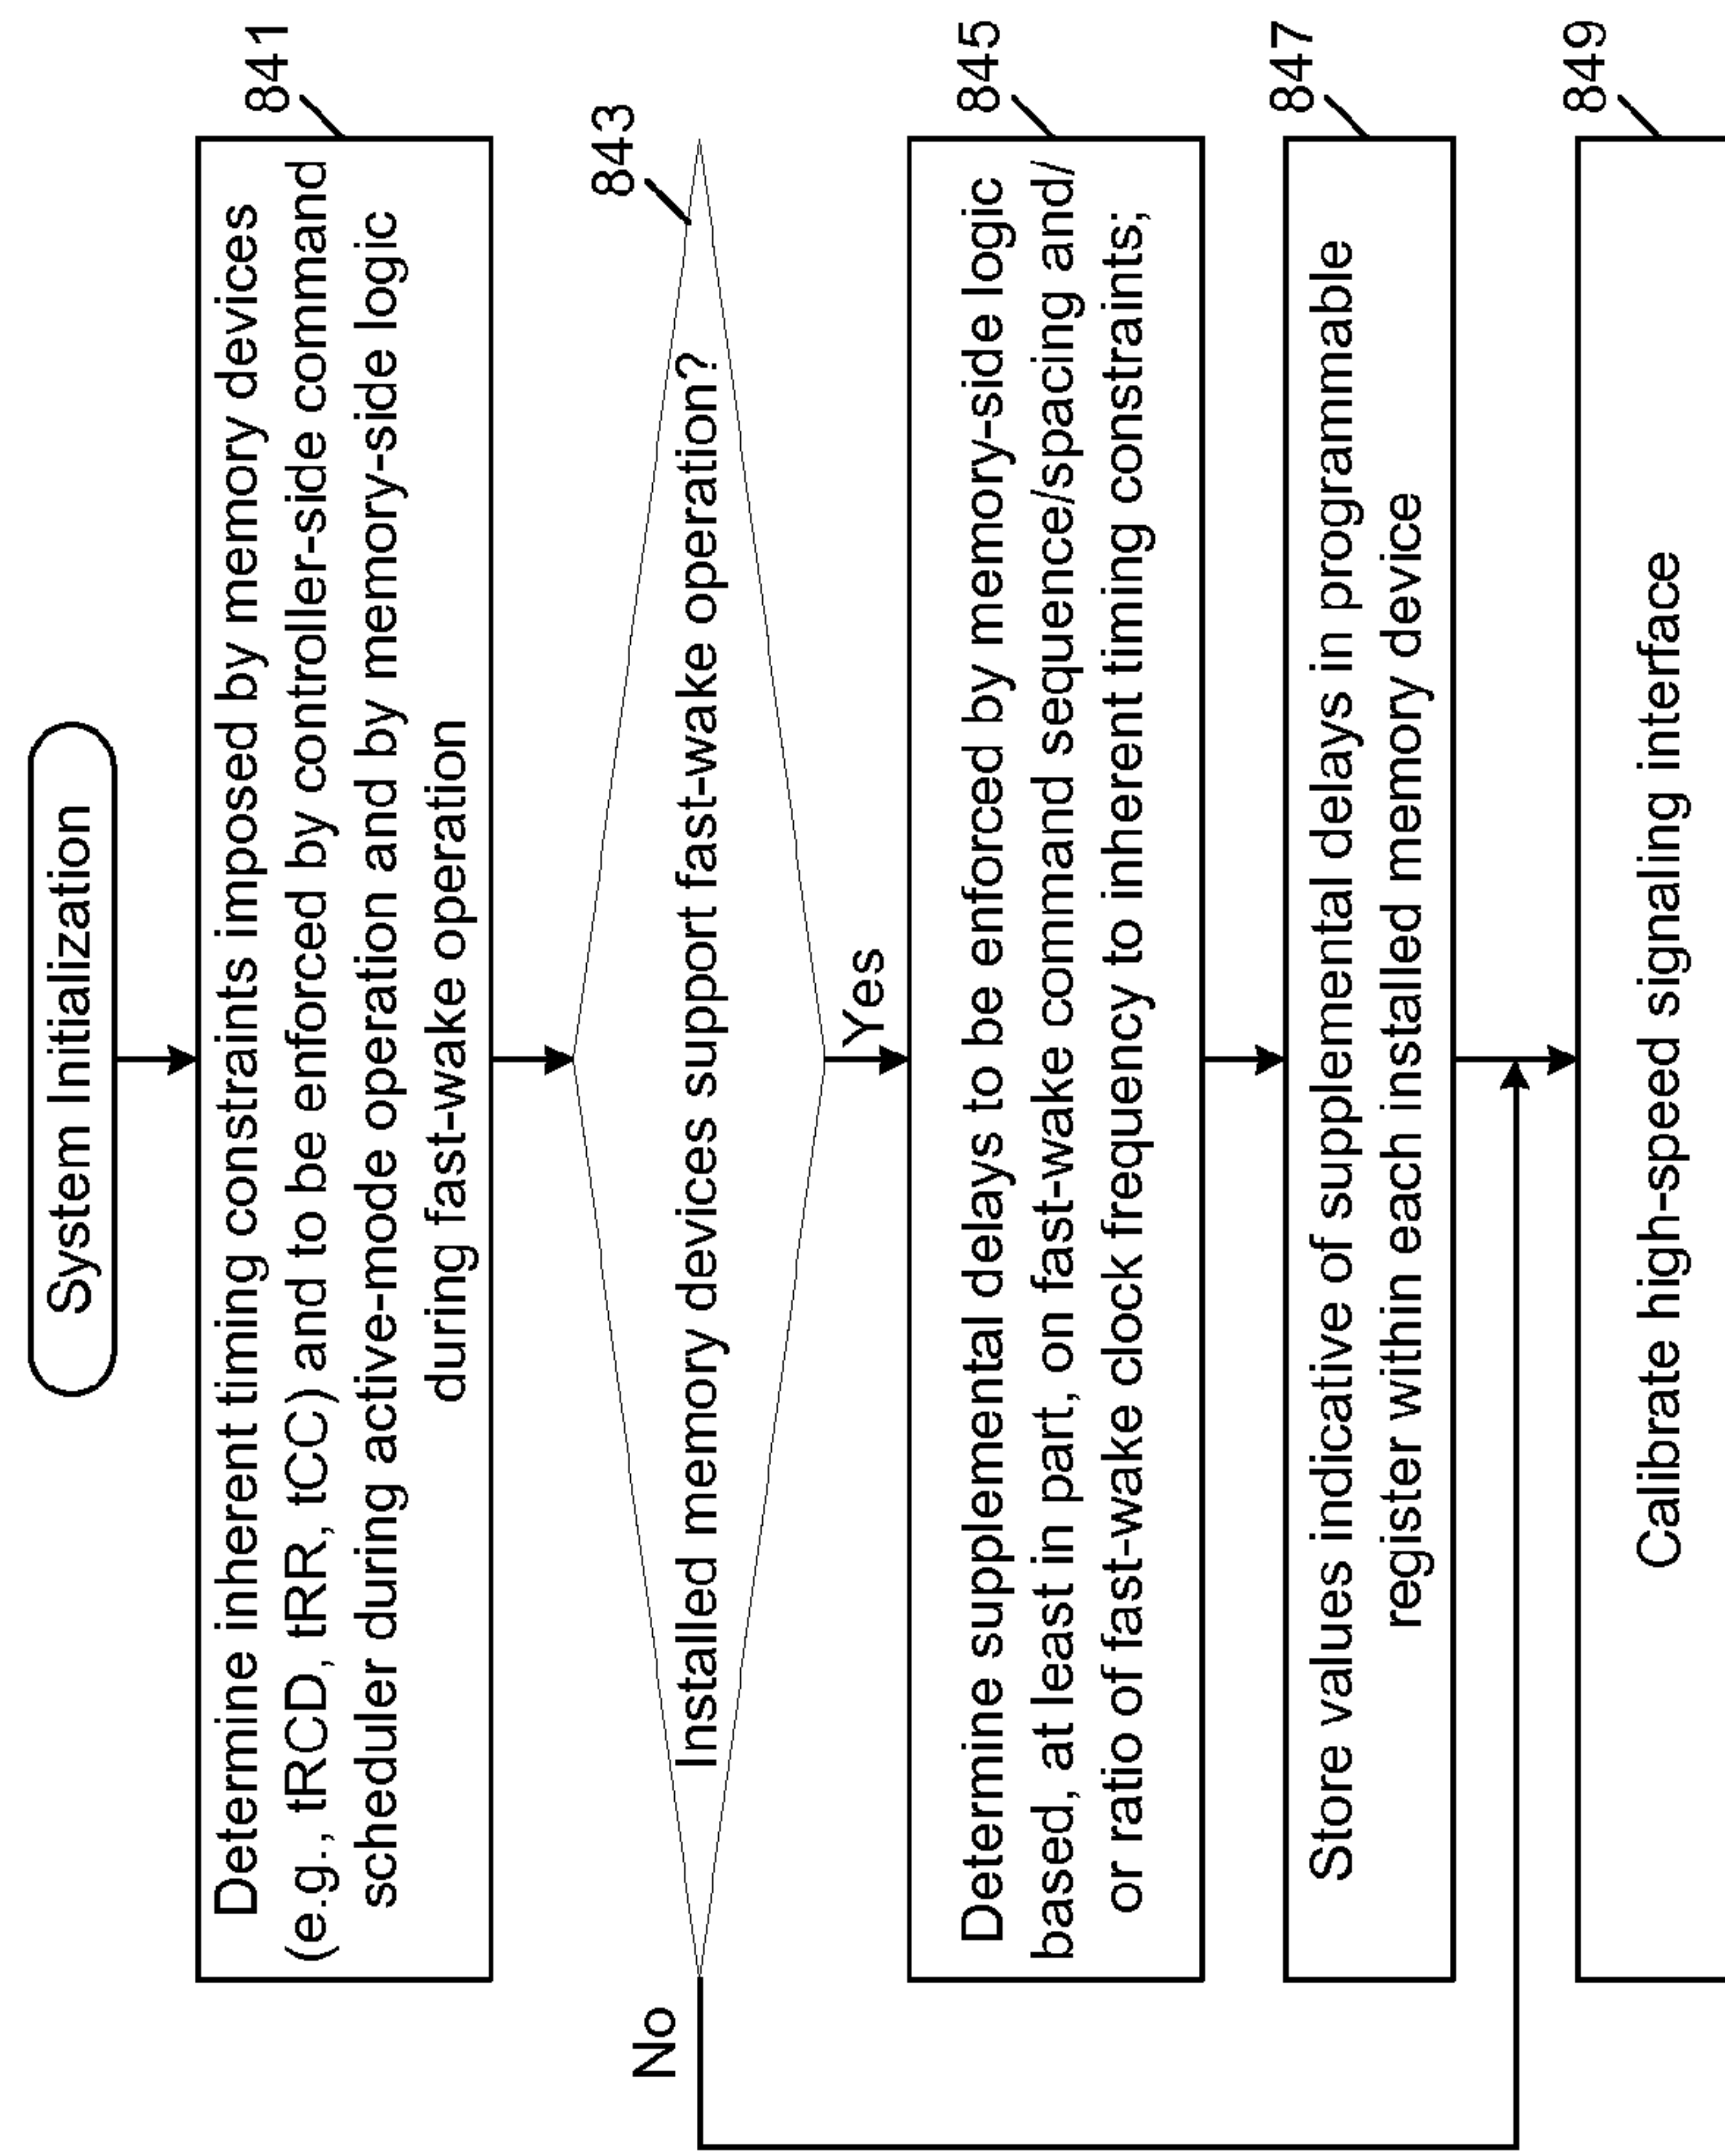 System Initialization
841
Determine inherent timing constraints imposed by memory devices
(e.g., tRCD, tRR, tCC) and to be enforced by controller-side command
scheduler during active-mode operation and by memory-side logic
during fast-wake operation
843
Installed memory devices support fast-wake operation?
No
Yes
845
Determine supplemental delays to be enforced by memory-side logic
based, at least in part, on fast-wake command sequence/spacing and/
or ratio of fast-wake clock frequency to inherent timing constraints;
847
Store values indicative of supplemental delays in programmable
register within each installed memory device
849
Calibrate high-speed signaling interface